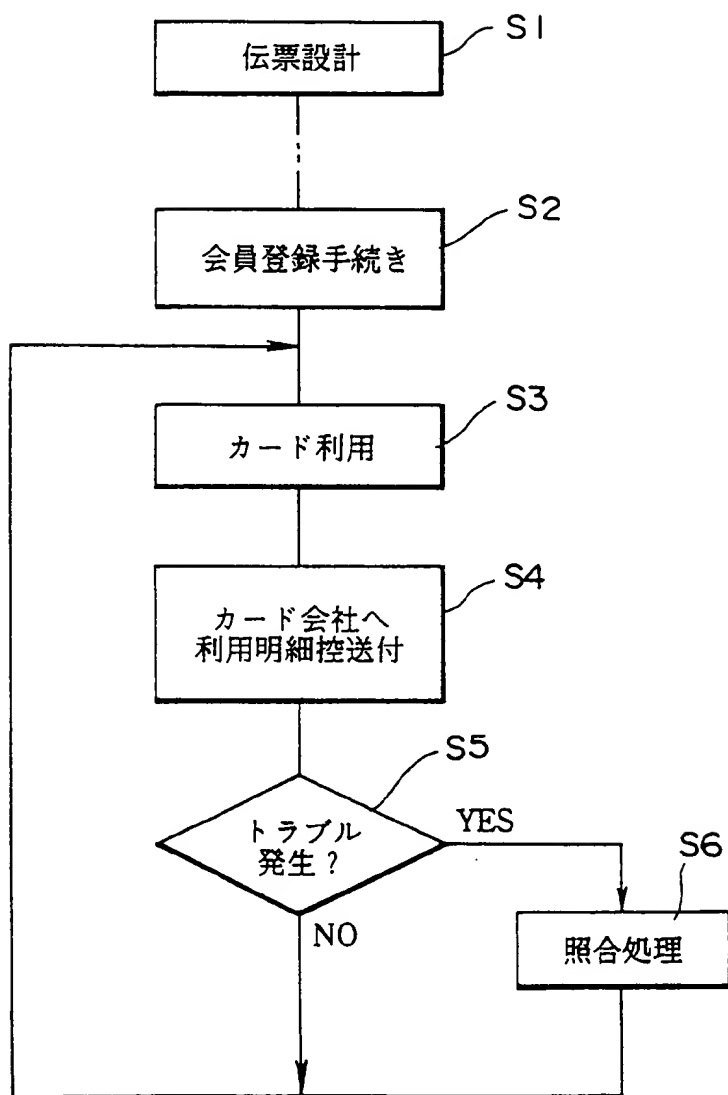 伝票設計
S1
会員登録手続き
S2
カード利用
S3
カード会社へ
利用明細控送付
S4
トラブル
発生?
S5
YES
NO
照合処理
S6